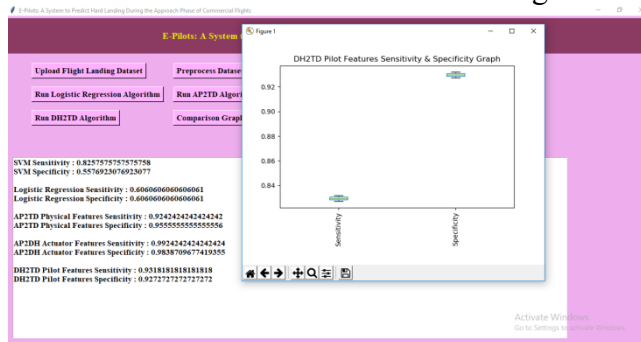 E-Pilots: A System to Predict Hard Landing During the Approach Phase of Commercial Flights
E-Pilots: A System
Upload Flight Landing Dataset
Preprocess Datase
Run Logistic Regression Algorithm
Run AP2TD Algori
Run DH2TD Algorithm
Comparison Grap
SVM Sensitivity : 0.8257575757575758
SVM Specificity : 0.5576923076923077
Logistic Regression Sensitivity : 0.6060606060606061
Logistic Regression Specificity : 0.6060606060606061
AP2TD Physical Features Sensitivity : 0.9242424242424242
AP2TD Physical Features Specificity : 0.9555555555555556
AP2DH Actuator Features Sensitivity : 0.9924242424242424
AP2DH Actuator Features Specificity : 0.9838709677419355
DH2TD Pilot Features Sensitivity : 0.9318181818181818
DH2TD Pilot Features Specificity : 0.9272727272727272
Figure 1
DH2TD Pilot Features Sensitivity & Specificity Graph
0.92
0.90
0.88
0.86
0.84
Sensitivity
Specificity
Activate Windows
Go to Settings to activate Windows.